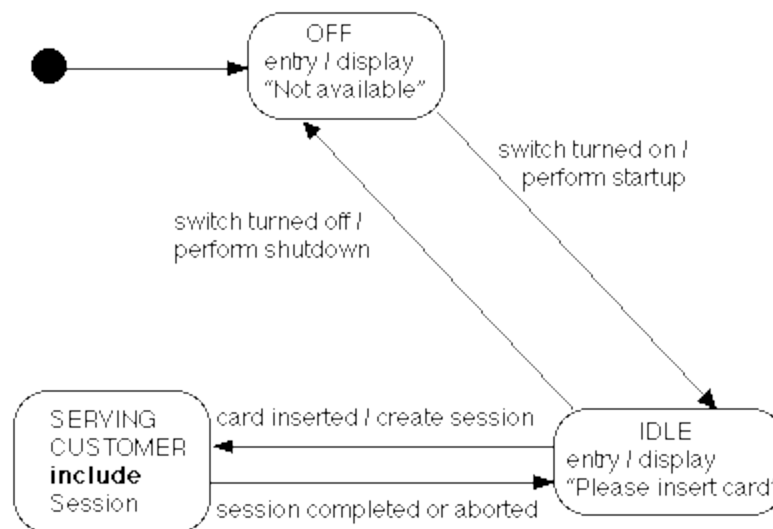 OFF
entry / display
“Not available”
switch turned on /
perform startup
switch turned off /
perform shutdown
SERVING
CUSTOMER
include
Session
card inserted / create session
session completed or aborted
IDLE
entry / display
“Please insert card”